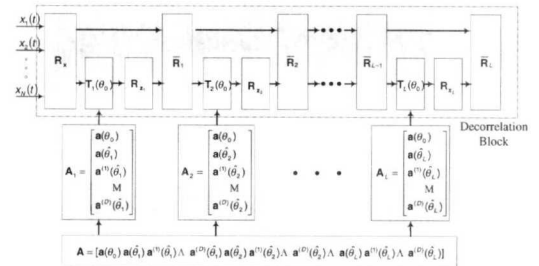 x₁(t)
x₂(t)
x_N(t)
R_x T₁(θ₀) R_z₁ R̄₁ T₂(θ₀) R_z₂ R̄₂ R̄_L₋₁ T_L(θ₀) R_z_L R̄_L
Decorrelation
Block
A₁ = [a(θ₀) a(θ̂₁) a⁽¹⁾(θ̂₁) M a⁽ᴰ⁾(θ̂₁)]
A₂ = [a(θ₀) a(θ̂₂) a⁽¹⁾(θ̂₂) M a⁽ᴰ⁾(θ̂₂)]
A_L = [a(θ₀) a(θ̂_L) a⁽¹⁾(θ̂_L) M a⁽ᴰ⁾(θ̂_L)]
A = [a(θ₀) a(θ̂₁) a⁽¹⁾(θ̂₁) Λ a⁽ᴰ⁾(θ̂₁) a(θ̂₂) a⁽¹⁾(θ̂₂) Λ a⁽ᴰ⁾(θ̂₂) Λ a(θ̂_L) a⁽¹⁾(θ̂_L) Λ a⁽ᴰ⁾(θ̂_L)]